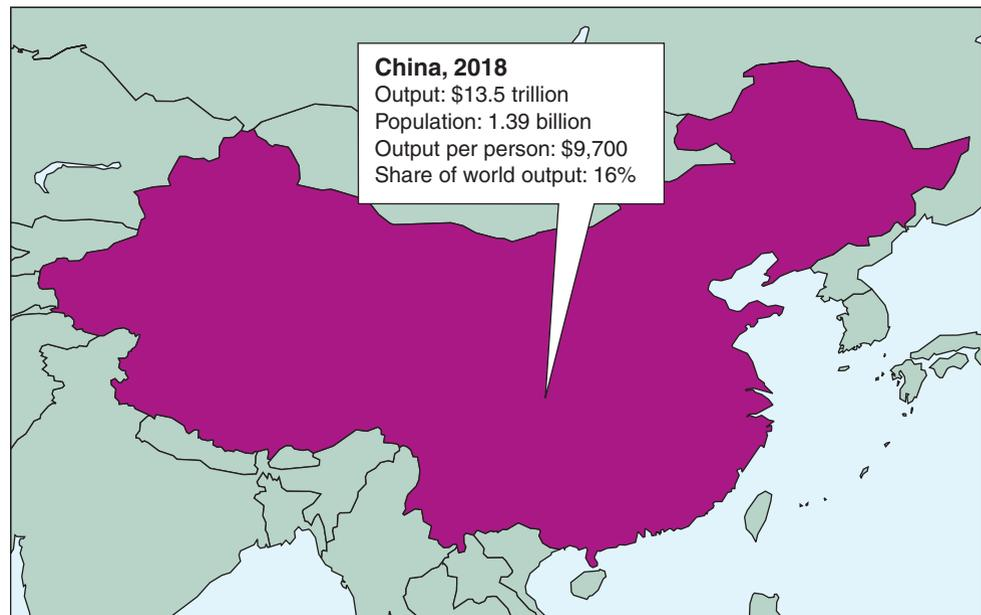 China, 2018
Output: $13.5 trillion
Population: 1.39 billion
Output per person: $9,700
Share of world output: 16%